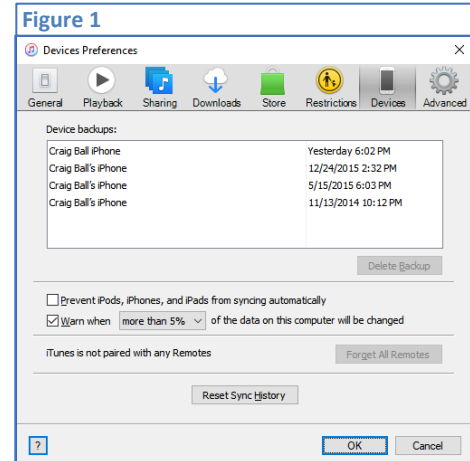 Figure 1
Devices Preferences
General Playback Sharing Downloads Store Restrictions Devices Advanced
Device backups:
Craig Ball iPhone Yesterday 6:02 PM
Craig Ball's iPhone 12/24/2015 2:32 PM
Craig Ball's iPhone 5/15/2015 6:03 PM
Craig Ball's iPhone 11/13/2014 10:12 PM
Delete Backup
Prevent iPods, iPhones, and iPads from syncing automatically
Warn when more than 5% of the data on this computer will be changed
iTunes is not paired with any Remotes Forget All Remotes
Reset Sync History
? OK Cancel